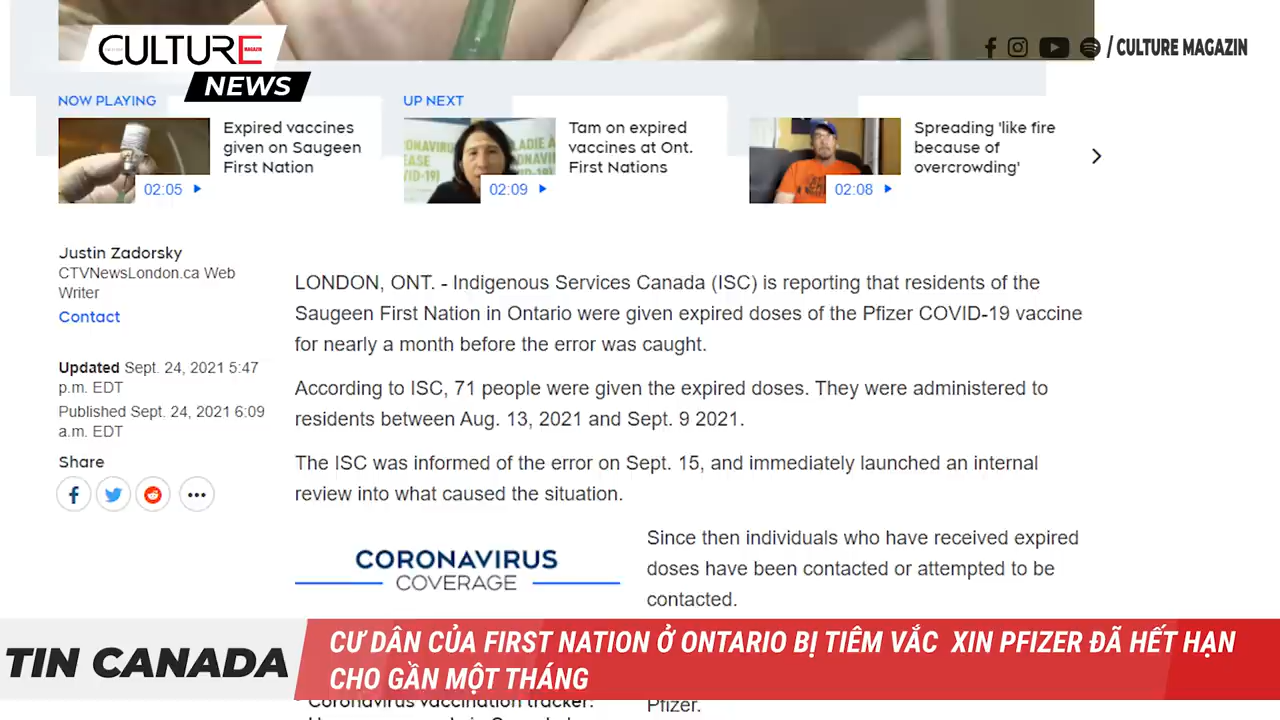 CULTURE
MAGAZIN
NEWS
/ CULTURE MAGAZIN
NOW PLAYING
Expired vaccines
given on Saugeen
First Nation
02:05
UP NEXT
Tam on expired
vaccines at Ont.
First Nations
02:09
Spreading 'like fire
because of
overcrowding'
02:08
Justin Zadorsky
CTVNewsLondon.ca Web
Writer
Contact
Updated Sept. 24, 2021 5:47
p.m. EDT
Published Sept. 24, 2021 6:09
a.m. EDT
Share
LONDON, ONT. - Indigenous Services Canada (ISC) is reporting that residents of the
Saugeen First Nation in Ontario were given expired doses of the Pfizer COVID-19 vaccine
for nearly a month before the error was caught.
According to ISC, 71 people were given the expired doses. They were administered to
residents between Aug. 13, 2021 and Sept. 9 2021.
The ISC was informed of the error on Sept. 15, and immediately launched an internal
review into what caused the situation.
CORONAVIRUS
COVERAGE
Since then individuals who have received expired
doses have been contacted or attempted to be
contacted.
TIN CANADA
CƯ DÂN CỦA FIRST NATION Ở ONTARIO BỊ TIÊM VẮC XIN PFIZER ĐÃ HẾT HẠN
CHO GẦN MỘT THÁNG
Coronavirus vaccination tracker:
Pfizer.